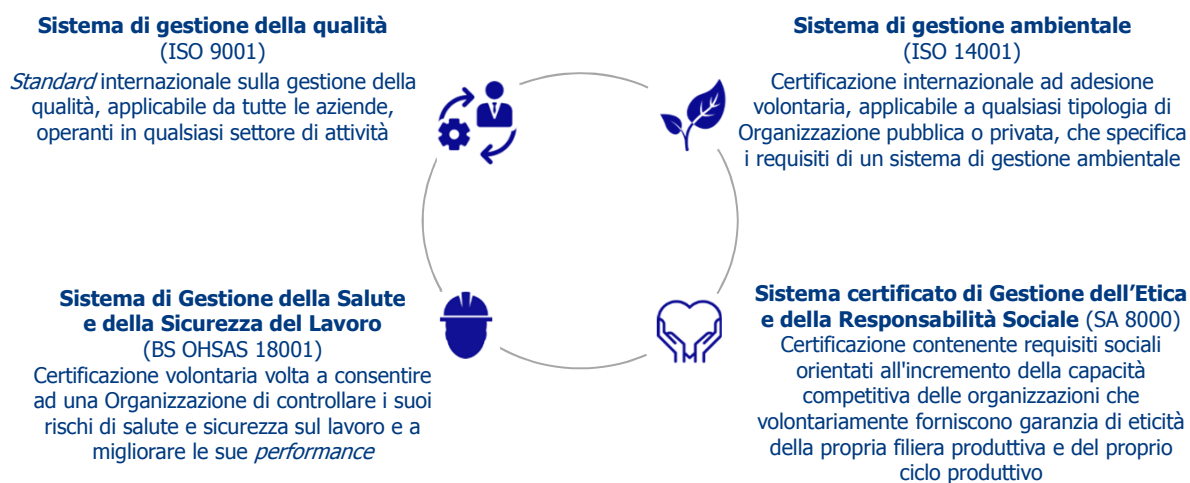 Sistema di gestione della qualità
(ISO 9001)
Standard internazionale sulla gestione della
qualità, applicabile da tutte le aziende,
operanti in qualsiasi settore di attività
Sistema di gestione ambientale
(ISO 14001)
Certificazione internazionale ad adesione
volontaria, applicabile a qualsiasi tipologia di
Organizzazione pubblica o privata, che specifica
i requisiti di un sistema di gestione ambientale
Sistema di Gestione della Salute
e della Sicurezza del Lavoro
(BS OHSAS 18001)
Certificazione volontaria volta a consentire
ad una Organizzazione di controllare i suoi
rischi di salute e sicurezza sul lavoro e a
migliorare le sue performance
Sistema certificato di Gestione dell’Etica
e della Responsabilità Sociale (SA 8000)
Certificazione contenente requisiti sociali
orientati all'incremento della capacità
competitiva delle organizzazioni che
volontariamente forniscono garanzia di eticità
della propria filiera produttiva e del proprio
ciclo produttivo